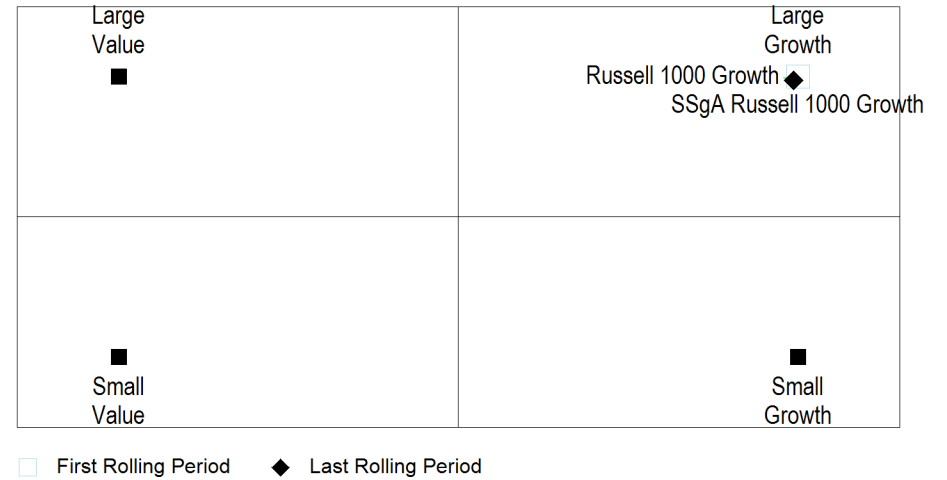 Large
Value
Large
Growth
Russell 1000 Growth
SSgA Russell 1000 Growth
Small
Value
Small
Growth
First Rolling Period
Last Rolling Period